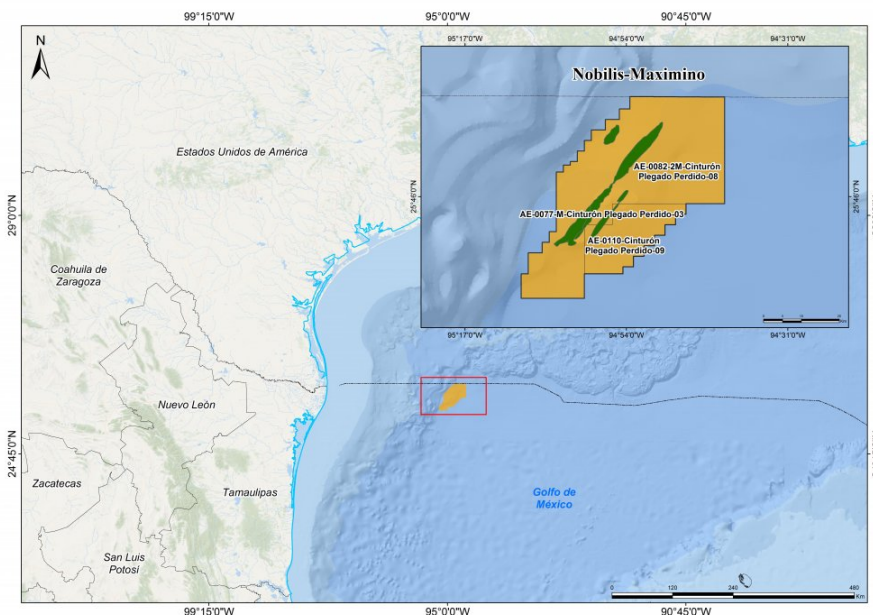 99°15'0"W
95°0'0"W
90°45'0"W
N
95°17'0"W
94°54'0"W
94°31'0"W
Nobilis-Maximino
Estados Unidos de América
AE-0082-2M-Cinturón
Plegado Perdido-08
25°46'0"N
29°0'0"N
AE-0077-M-Cinturón Plegado Perdido-03
AE-0110-Cinturón
Plegado Perdido-09
Coahuila de
Zaragoza
95°17'0"W
94°54'0"W
94°31'0"W
Nuevo León
24°45'0"N
Zacatecas
Tamaulipas
Golfo de
México
San Luis
Potosí
0
120
240
480
Km
99°15'0"W
95°0'0"W
90°45'0"W